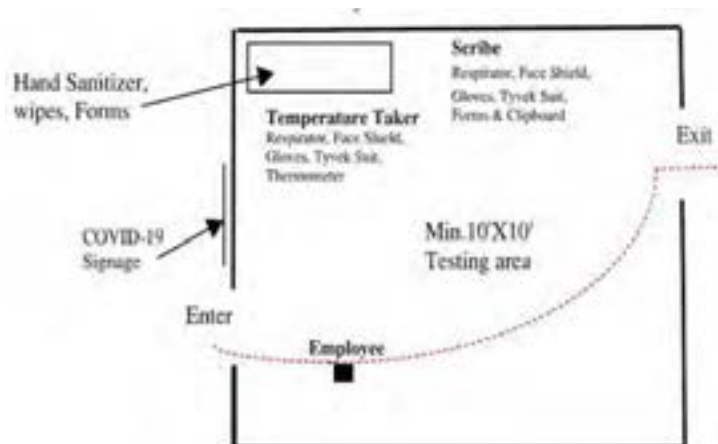 Hand Sanitizer,
wipes, Forms
Scribe
Respirator, Face Shield,
Gloves, Tyvek Suit,
Forms & Clipboard
Temperature Taker
Respirator, Face Shield,
Gloves, Tyvek Suit,
Thermometer
Exit
COVID-19
Signage
Min.10'X10'
Testing area
Enter
Employee